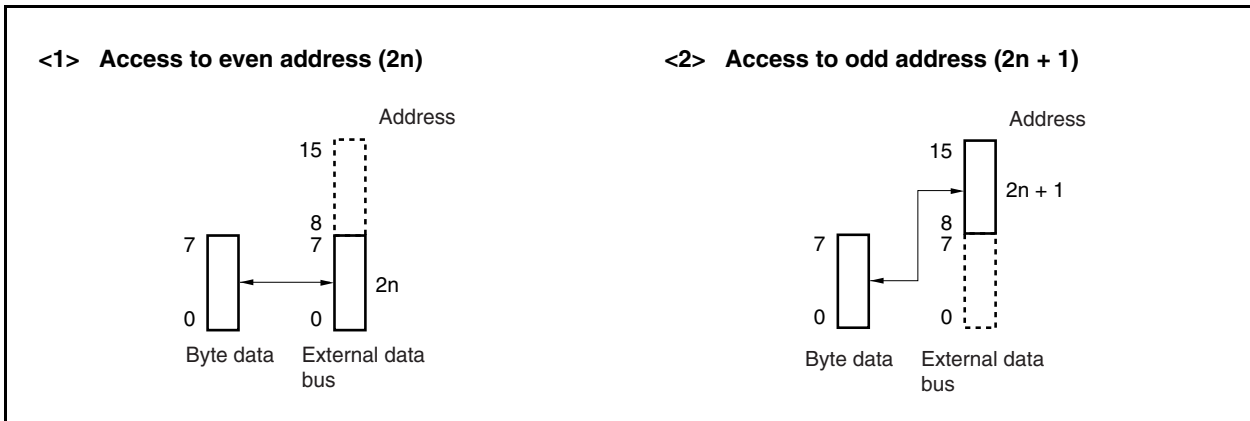 <1> Access to even address (2n)
Address
15
8
7
7
2n
0
0
Byte data
External data
bus
<2> Access to odd address (2n + 1)
Address
15
2n + 1
8
7
7
0
0
Byte data
External data
bus